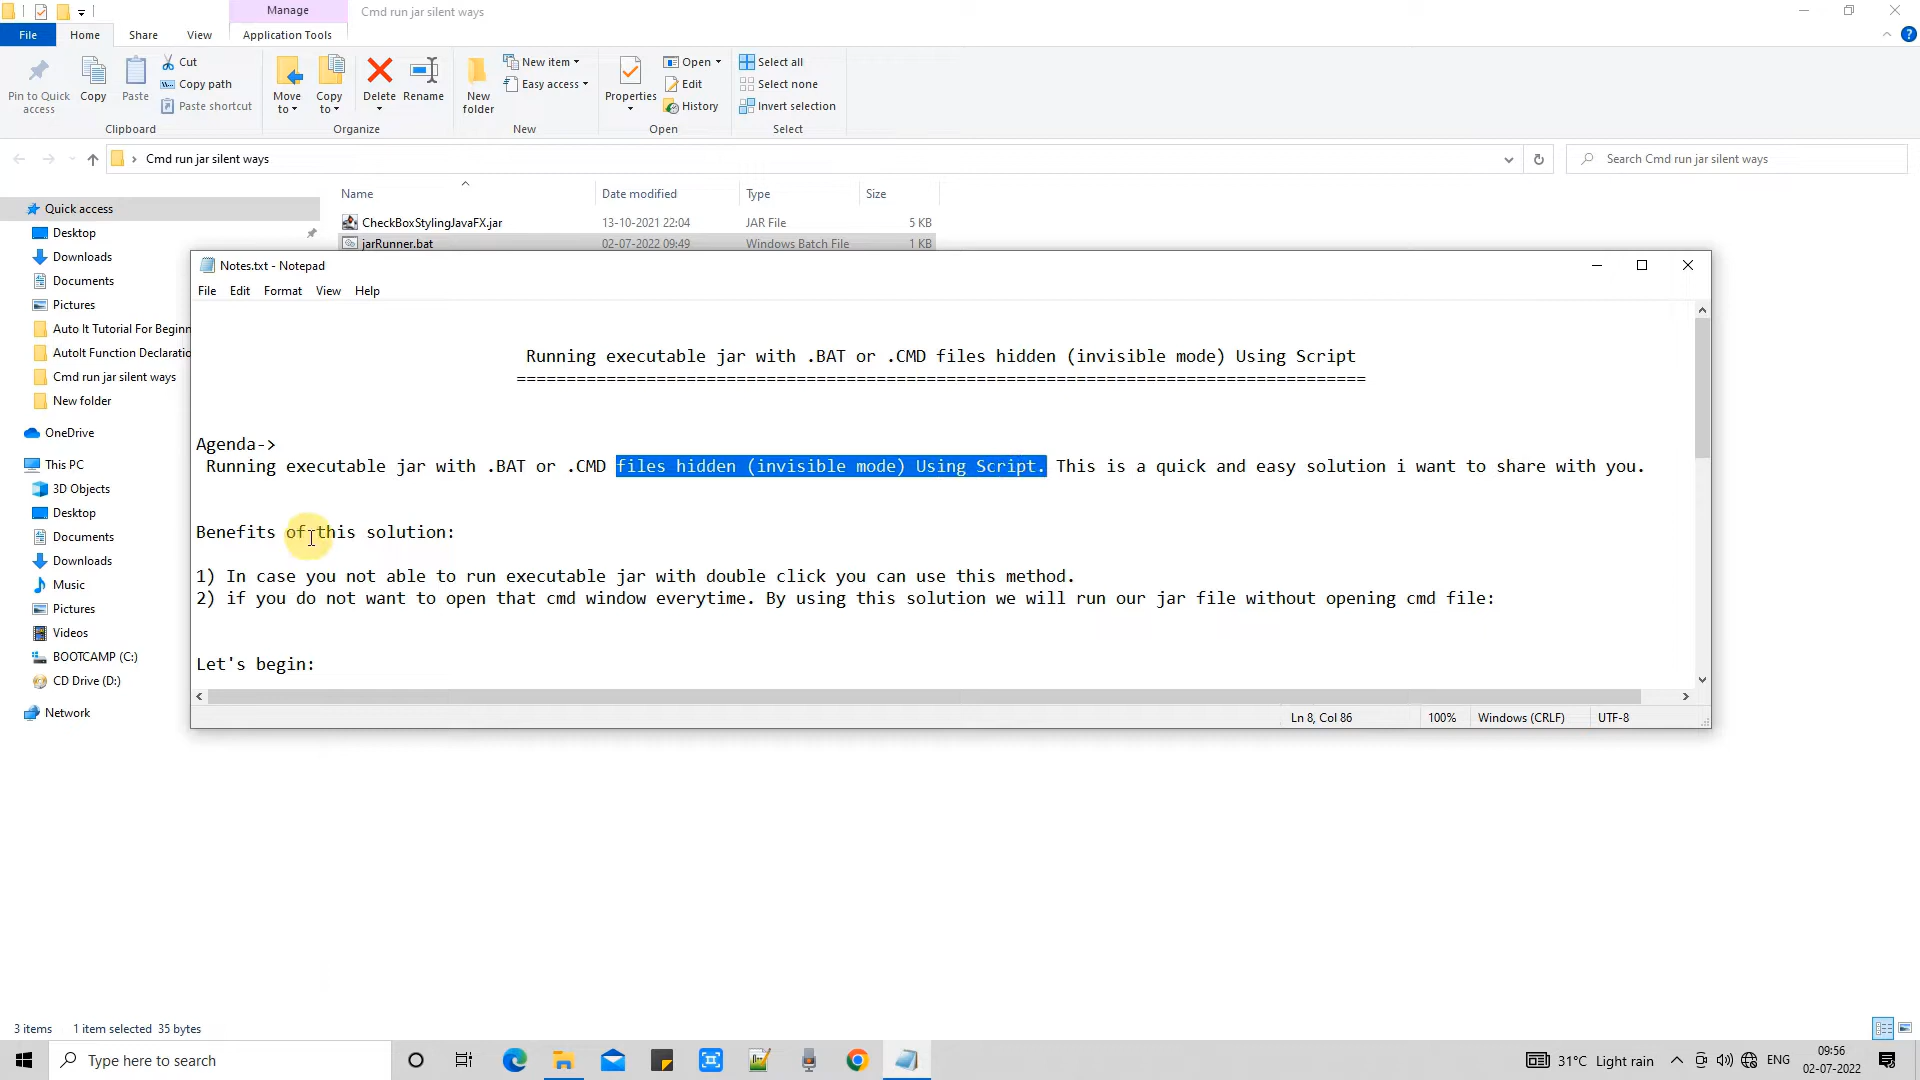 Manage
Cmd run jar silent ways
File
Home
Share
View
Application Tools
Pin to Quick access
Copy
Paste
Cut
Copy path
Paste shortcut
Move to
Copy to
Delete
Rename
New folder
New item
Easy access
Properties
Open
Edit
History
Select all
Select none
Invert selection
Clipboard
Organize
New
Open
Select
Cmd run jar silent ways
Search Cmd run jar silent ways
Name
Date modified
Type
Size
CheckBoxStylingJavaFX.jar
13-10-2021 22:04
JAR File
5 KB
jarRunner.bat
02-07-2022 09:49
Windows Batch File
1 KB
Quick access
Desktop
Downloads
Documents
Pictures
Auto It Tutorial For Beginn
AutoIt Function Declaratio
Cmd run jar silent ways
New folder
OneDrive
This PC
3D Objects
Desktop
Documents
Downloads
Music
Pictures
Videos
BOOTCAMP (C:)
CD Drive (D:)
Network
Notes.txt - Notepad
File Edit Format View Help
Running executable jar with .BAT or .CMD files hidden (invisible mode) Using Script
=====================================================================================
Agenda->
Running executable jar with .BAT or .CMD files hidden (invisible mode) Using Script. This is a quick and easy solution i want to share with you.
Benefits of this solution:
1) In case you not able to run executable jar with double click you can use this method.
2) if you do not want to open that cmd window everytime. By using this solution we will run our jar file without opening cmd file:
Let's begin:
Ln 8, Col 86
100%
Windows (CRLF)
UTF-8
3 items
1 item selected 35 bytes
Type here to search
31°C Light rain
ENG
09:56
02-07-2022